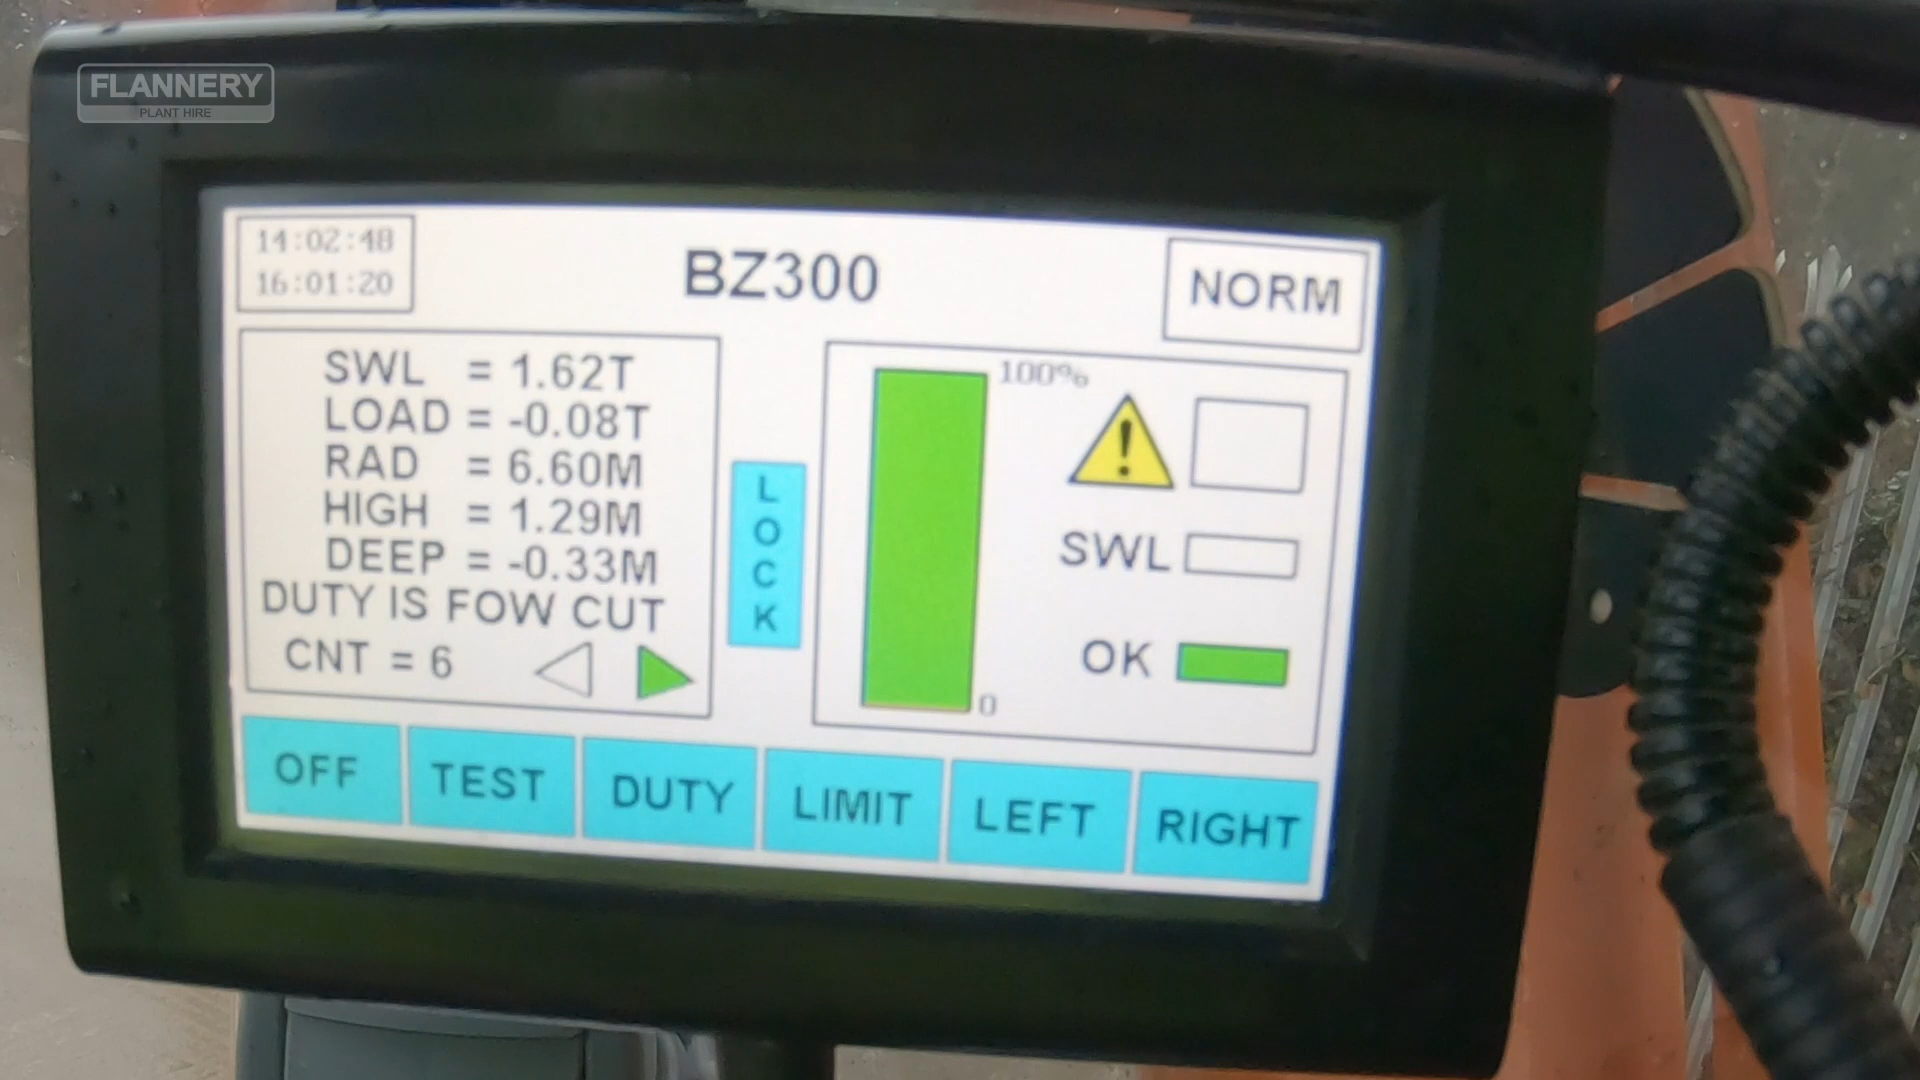 FLANNERY
PLANT HIRE
14:02:48
16:01:20
BZ300
NORM
SWL = 1.62T
LOAD = -0.08T
RAD = 6.60M
HIGH = 1.29M
DEEP = -0.33M
DUTY IS FOW CUT
CNT = 6
LOCK
100%
0
SWL
OK
OFF
TEST
DUTY
LIMIT
LEFT
RIGHT